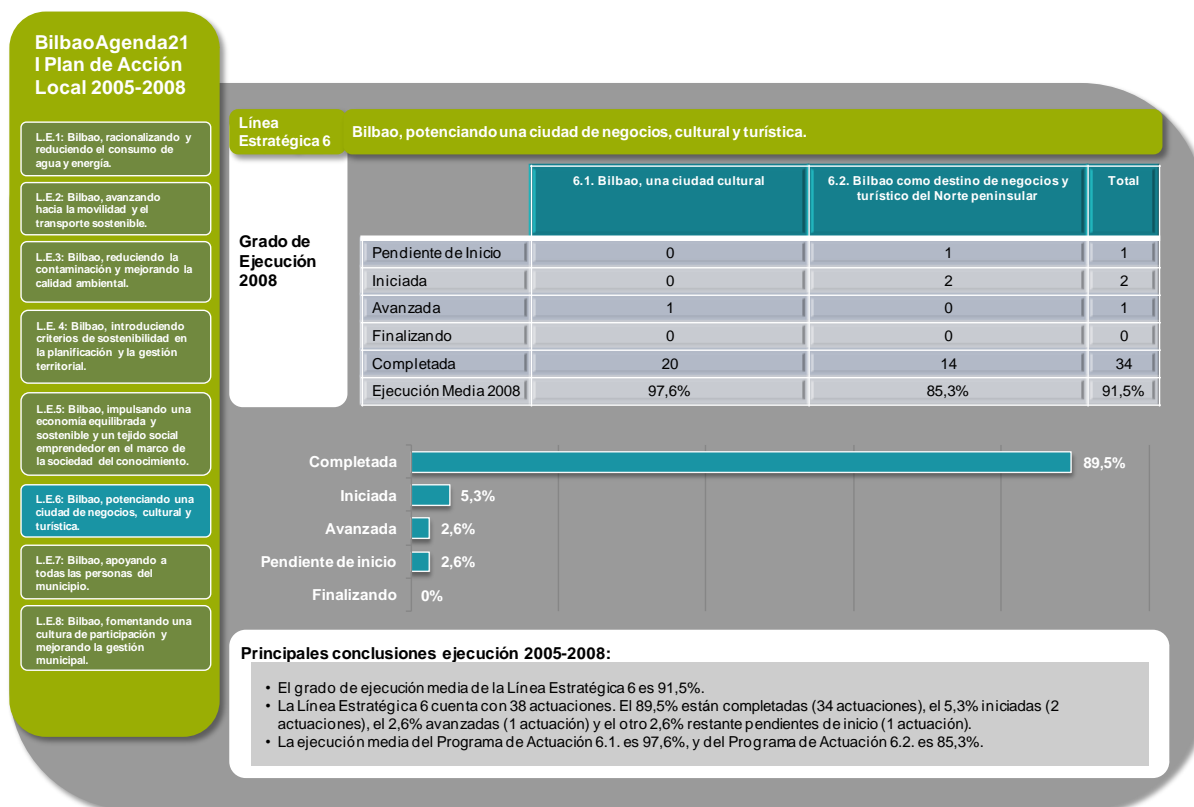 BilbaoAgenda21
I Plan de Acción
Local 2005-2008
L.E.1: Bilbao, racionalizando y
reduciendo el consumo de
agua y energía.
L.E.2: Bilbao, avanzando
hacia la movilidad y el
transporte sostenible.
L.E.3: Bilbao, reduciendo la
contaminación y mejorando la
calidad ambiental.
L.E. 4: Bilbao, introduciendo
criterios de sostenibilidad en
la planificación y la gestión
territorial.
L.E.5: Bilbao, impulsando una
economía equilibrada y
sostenible y un tejido social
emprendedor en el marco de
la sociedad del conocimiento.
L.E.6: Bilbao, potenciando una
ciudad de negocios, cultural y
turística.
L.E.7: Bilbao, apoyando a
todas las personas del
municipio.
L.E.8: Bilbao, fomentando una
cultura de participación y
mejorando la gestión
municipal.
Línea
Estratégica 6
Bilbao, potenciando una ciudad de negocios, cultural y turística.
Grado de
Ejecución
2008
6.1. Bilbao, una ciudad cultural
6.2. Bilbao como destino de negocios y
turístico del Norte peninsular
Total
Pendiente de Inicio 0 1 1
Iniciada 0 2 2
Avanzada 1 0 1
Finalizando 0 0 0
Completada 20 14 34
Ejecución Media 2008 97,6% 85,3% 91,5%
Completada 89,5%
Iniciada 5,3%
Avanzada 2,6%
Pendiente de inicio 2,6%
Finalizando 0%
Principales conclusiones ejecución 2005-2008:
• El grado de ejecución media de la Línea Estratégica 6 es 91,5%.
• La Línea Estratégica 6 cuenta con 38 actuaciones. El 89,5% están completadas (34 actuaciones), el 5,3% iniciadas (2
actuaciones), el 2,6% avanzadas (1 actuación) y el otro 2,6% restante pendientes de inicio (1 actuación).
• La ejecución media del Programa de Actuación 6.1. es 97,6%, y del Programa de Actuación 6.2. es 85,3%.